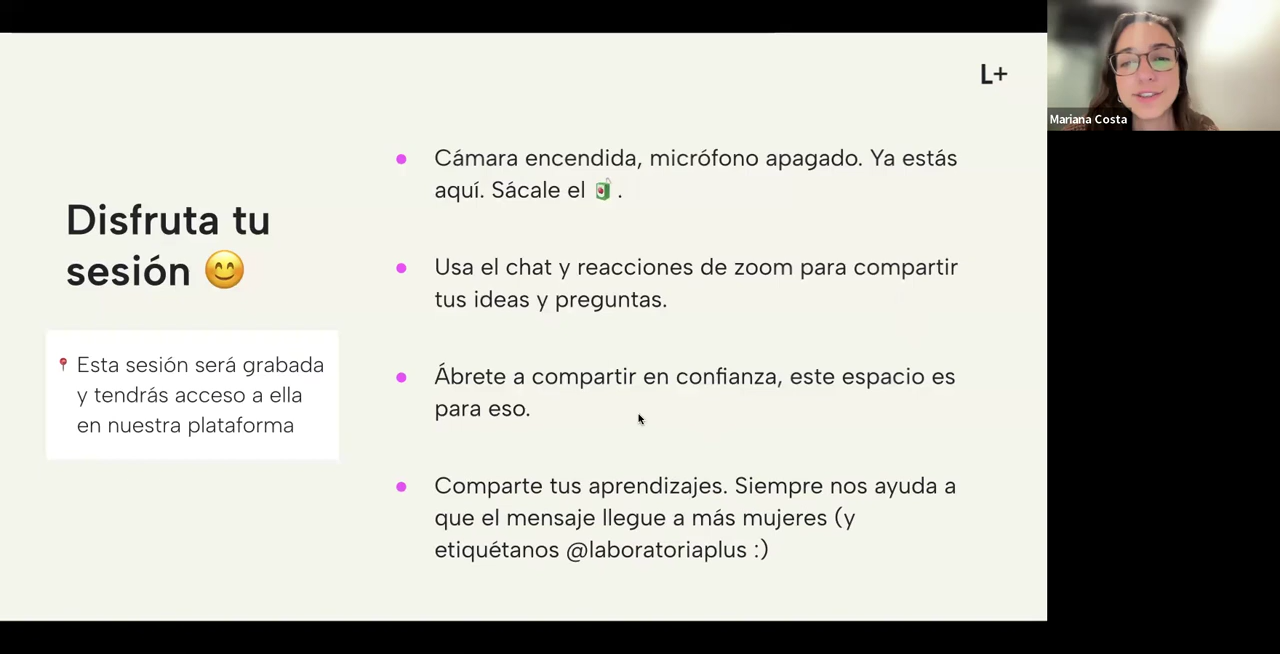 L+
Mariana Costa
Disfruta tu
sesión 😊
📍 Esta sesión será grabada
y tendrás acceso a ella
en nuestra plataforma
● Cámara encendida, micrófono apagado. Ya estás
aquí. Sácale el 🧃 .
● Usa el chat y reacciones de zoom para compartir
tus ideas y preguntas.
● Ábrete a compartir en confianza, este espacio es
para eso.
● Comparte tus aprendizajes. Siempre nos ayuda a
que el mensaje llegue a más mujeres (y
etiquétanos @laboratoriaplus :)